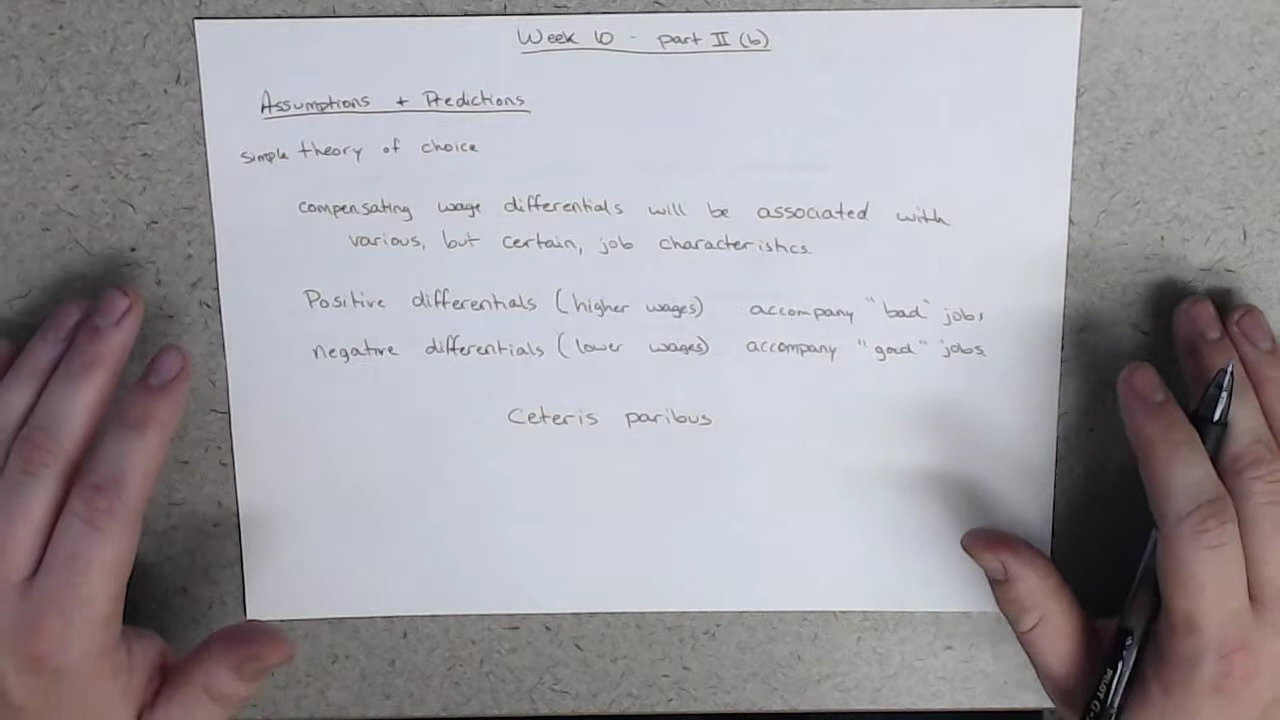 Week 10 - part II (b)
Assumptions + Predictions
simple theory of choice
compensating wage differentials will be associated with
various, but certain, job characteristics.
Positive differentials (higher wages) accompany "bad" jobs
negative differentials (lower wages) accompany "good" jobs.
Ceteris paribus
PILOT G2